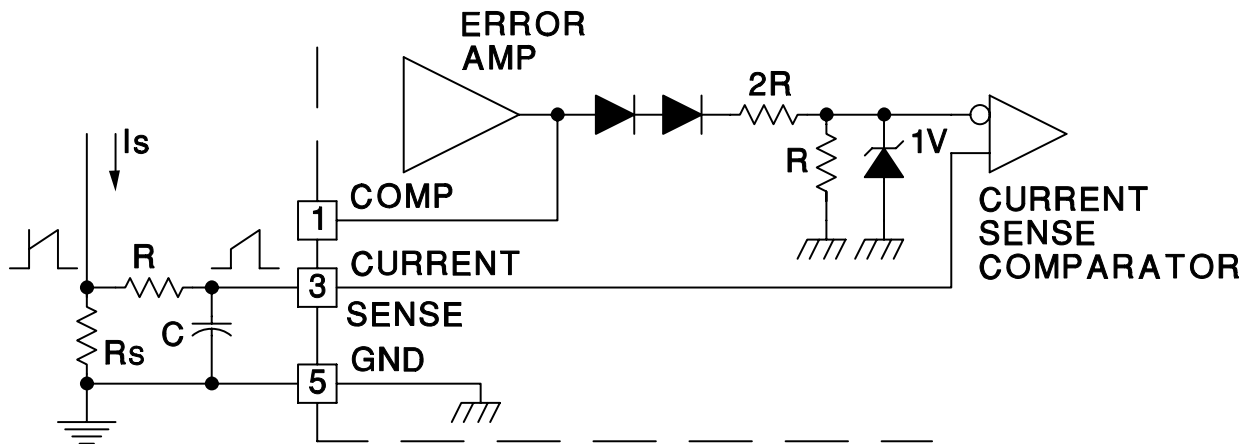 ERROR
AMP
2R
Is
R
1V
COMP
1
CURRENT
SENSE
COMPARATOR
R
CURRENT
3
SENSE
C
Rs
GND
5